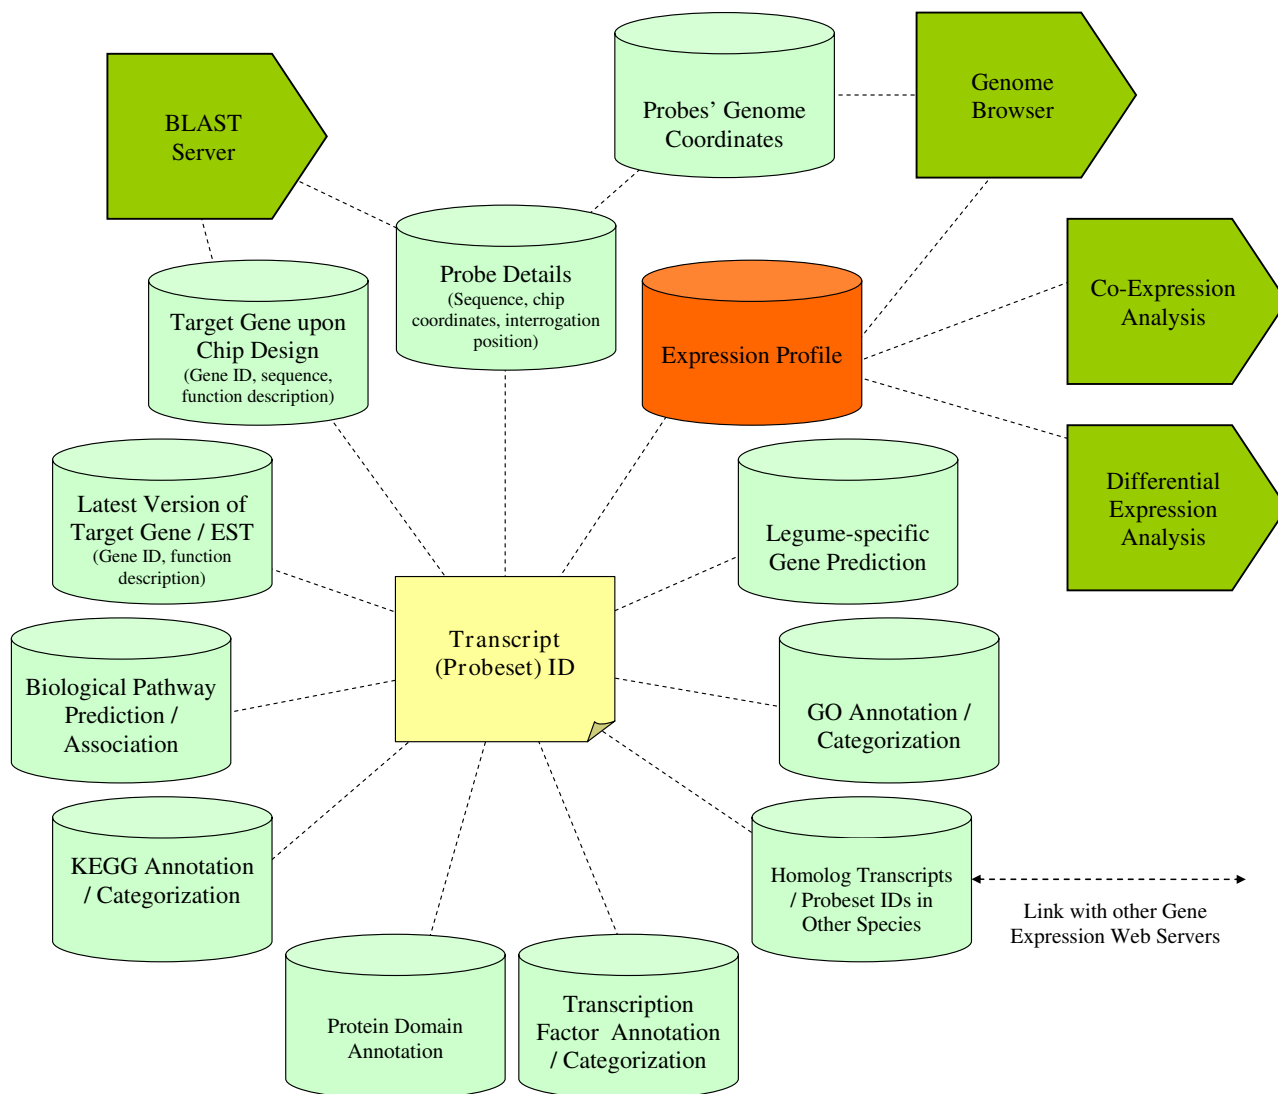 BLAST
Server
Probes’ Genome
Coordinates
Genome
Browser
Probe Details
(Sequence, chip
coordinates, interrogation
position)
Target Gene upon
Chip Design
(Gene ID, sequence,
function description)
Expression Profile
Co-Expression
Analysis
Latest Version of
Target Gene / EST
(Gene ID, function
description)
Legume-specific
Gene Prediction
Differential
Expression
Analysis
Transcript
(Probeset) ID
Biological Pathway
Prediction /
Association
GO Annotation /
Categorization
KEGG Annotation
/ Categorization
Homolog Transcripts
/ Probeset IDs in
Other Species
Link with other Gene
Expression Web Servers
Protein Domain
Annotation
Transcription
Factor Annotation
/ Categorization